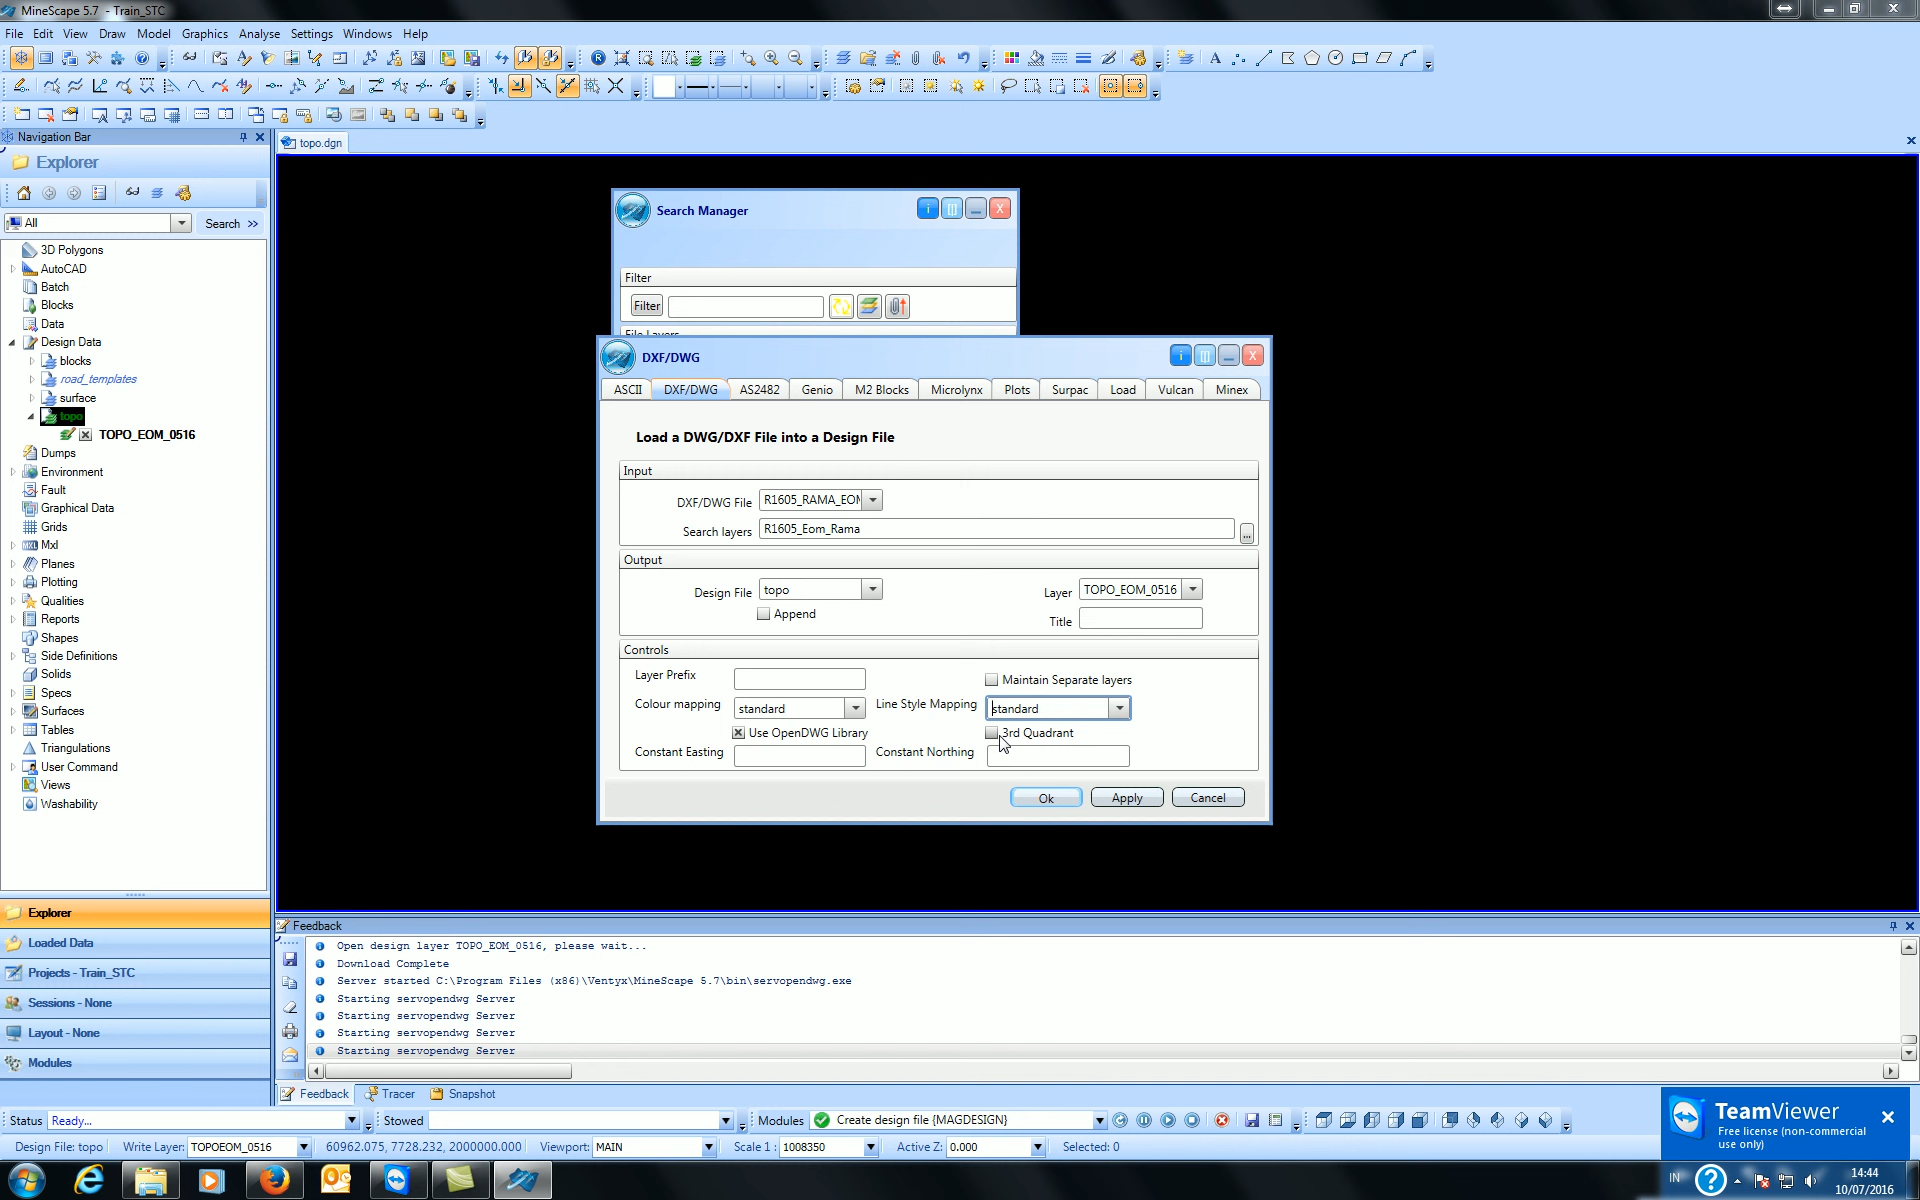 MineScape 5.7 - Train_STC
File Edit View Draw Model Graphics Analyse Settings Windows Help
Navigation Bar
topo.dgn
Explorer
All Search >>
3D Polygons
AutoCAD
Batch
Blocks
Data
Design Data
blocks
road_templates
surface
topo
TOPO_EOM_0516
Dumps
Environment
Fault
Graphical Data
Grids
Mxl
Planes
Plotting
Qualities
Reports
Shapes
Side Definitions
Solids
Specs
Surfaces
Tables
Triangulations
User Command
Views
Washability
Explorer
Loaded Data
Projects - Train_STC
Sessions - None
Layout - None
Modules
Search Manager
Filter
Filter
File Layers
DXF/DWG
ASCII DXF/DWG AS2482 Genio M2 Blocks Microlynx Plots Surpac Load Vulcan Minex
Load a DWG/DXF File into a Design File
Input
DXF/DWG File R1605_RAMA_EOM
Search layers R1605_Eom_Rama ...
Output
Design File topo Layer TOPO_EOM_0516
Append Title
Controls
Layer Prefix Maintain Separate layers
Colour mapping standard Line Style Mapping standard
Use OpenDWG Library 3rd Quadrant
Constant Easting Constant Northing
Ok Apply Cancel
Feedback
Open design layer TOPO_EOM_0516, please wait...
Download Complete
Server started C:\Program Files (x86)\Ventyx\MineScape 5.7\bin\servopendwg.exe
Starting servopendwg Server
Starting servopendwg Server
Starting servopendwg Server
Starting servopendwg Server
Feedback Tracer Snapshot
Status Ready... Stowed Modules Create design file {MAGDESIGN}
Design File: topo Write Layer: TOPOEOM_0516 60962.075, 7728.232, 2000000.000 Viewport: MAIN Scale 1 : 1008350 Active Z: 0.000 Selected: 0
TeamViewer
Free license (non-commercial
use only)
IN 14:44
10/07/2016